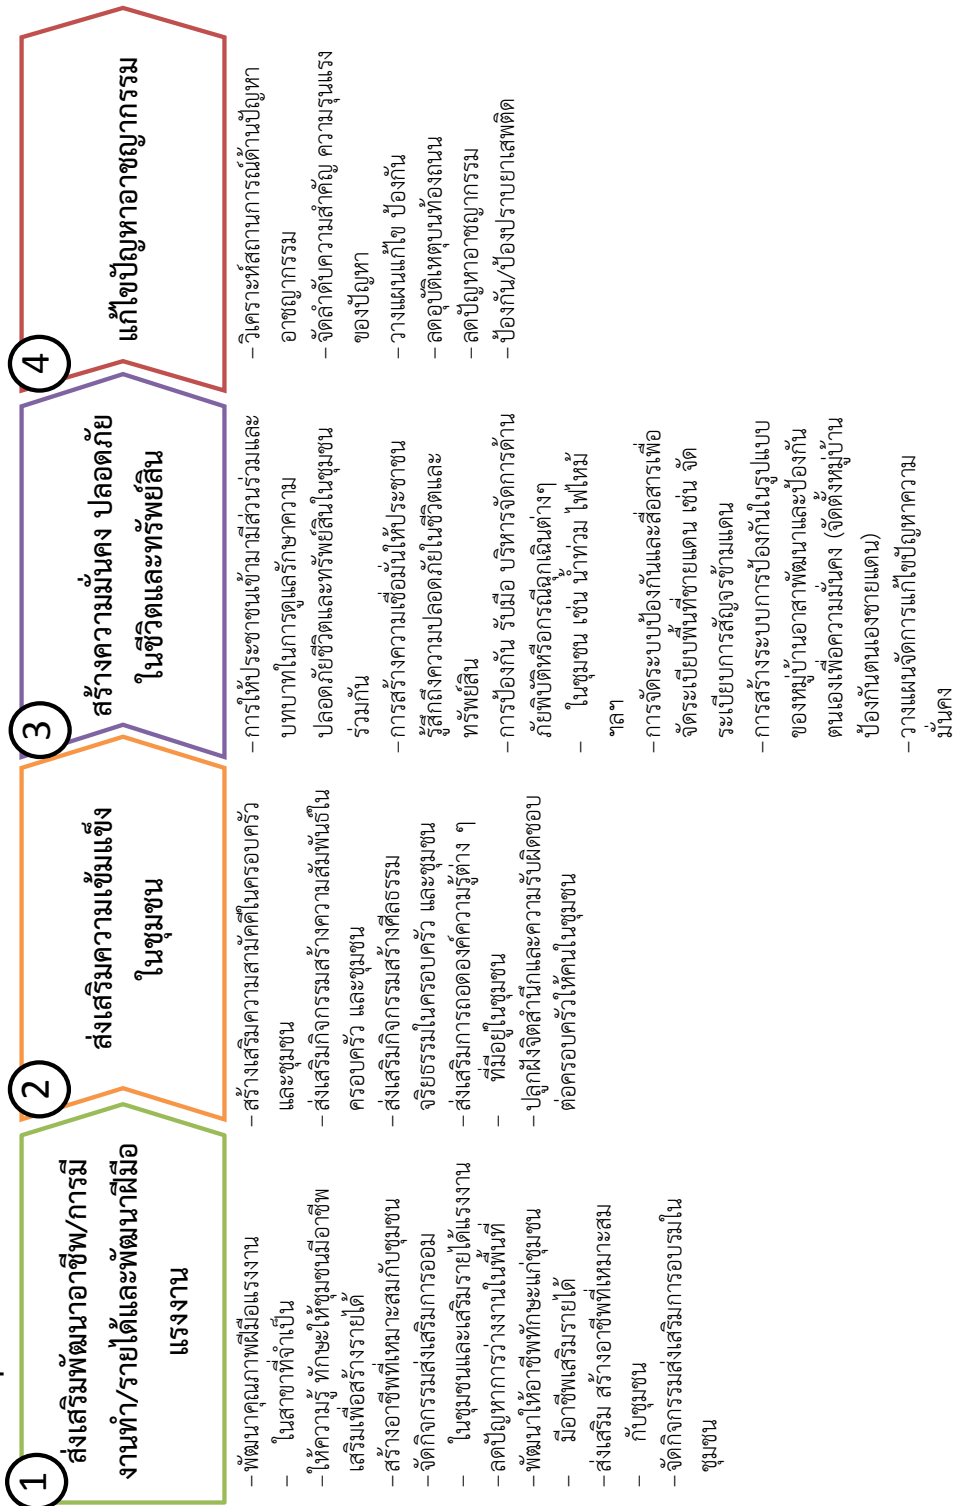 1
ส่งเสริมพัฒนาอาชีพ/การมี
งานทำ/รายได้และพัฒนาฝีมือ
แรงงาน
– พัฒนาคุณภาพฝีมือแรงงาน
– ในสาขาที่จำเป็น
– ให้ความรู้ ทักษะให้ชุมชนมีอาชีพ
เสริมเพื่อสร้างรายได้
– สร้างอาชีพที่เหมาะสมกับชุมชน
– จัดกิจกรรมส่งเสริมการออม
– ในชุมชนและเสริมรายได้แรงงาน
– ลดปัญหาการว่างงานในพื้นที่
– พัฒนาให้อาชีพทักษะแก่ชุมชน
– มีอาชีพเสริมรายได้
– ส่งเสริม สร้างอาชีพที่เหมาะสม
– กับชุมชน
– จัดกิจกรรมส่งเสริมการอบรมใน
ชุมชน
2
ส่งเสริมความเข้มแข็ง
ในชุมชน
– สร้างเสริมความสามัคคีในครอบครัว
และชุมชน
– ส่งเสริมกิจกรรมสร้างความสัมพันธ์ใน
ครอบครัว และชุมชน
– ส่งเสริมกิจกรรมสร้างศีลธรรม
จริยธรรมในครอบครัว และชุมชน
– ส่งเสริมการถอดองค์ความรู้ต่าง ๆ
– ที่มีอยู่ในชุมชน
– ปลูกฝังจิตสำนึกและความรับผิดชอบ
ต่อครอบครัวให้คนในชุมชน
3
สร้างความมั่นคง ปลอดภัย
ในชีวิตและทรัพย์สิน
– การให้ประชาชนเข้ามามีส่วนร่วมและ
บทบาทในการดูแลรักษาความ
ปลอดภัยชีวิตและทรัพย์สินในชุมชน
ร่วมกัน
– การสร้างความเชื่อมั่นให้ประชาชน
รู้สึกถึงความปลอดภัยในชีวิตและ
ทรัพย์สิน
– การป้องกัน รับมือ บริหารจัดการด้าน
ภัยพิบัติหรือกรณีฉุกเฉินต่างๆ
– ในชุมชน เช่น น้ำท่วม ไฟไหม้
ฯลฯ
– การจัดระบบป้องกันและสื่อสารเพื่อ
จัดระเบียบพื้นที่ชายแดน เช่น จัด
ระเบียบการสัญจรข้ามแดน
– การสร้างระบบการป้องกันในรูปแบบ
ของหมู่บ้านอาสาพัฒนาและป้องกัน
ตนเองเพื่อความมั่นคง (จัดตั้งหมู่บ้าน
ป้องกันตนเองชายแดน)
– วางแผนจัดการแก้ไขปัญหาความ
มั่นคง
4
แก้ไขปัญหาอาชญากรรม
– วิเคราะห์สถานการณ์ด้านปัญหา
อาชญากรรม
– จัดลำดับความสำคัญ ความรุนแรง
ของปัญหา
– วางแผนแก้ไข ป้องกัน
– ลดอุบัติเหตุบนท้องถนน
– ลดปัญหาอาชญากรรม
– ป้องกัน/ป้องปราบยาเสพติด